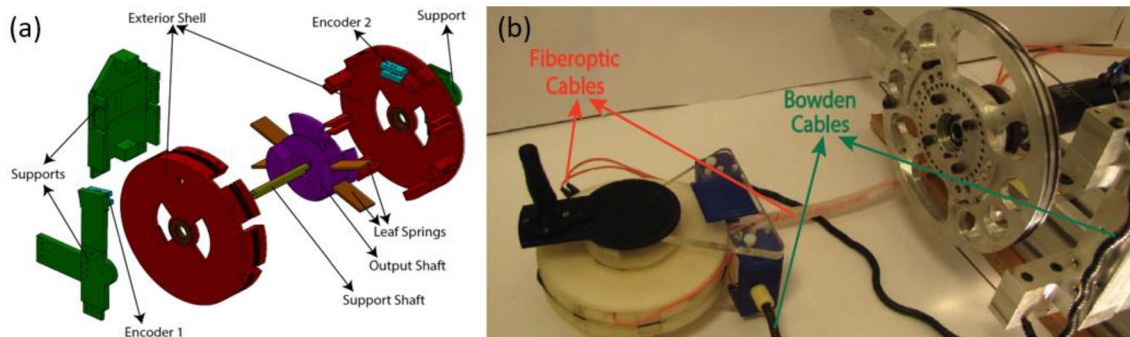 (a)
Exterior Shell
Encoder 2
Support
Supports
Leaf Springs
Output Shaft
Support Shaft
Encoder 1
(b)
Fiberoptic
Cables
Bowden
Cables